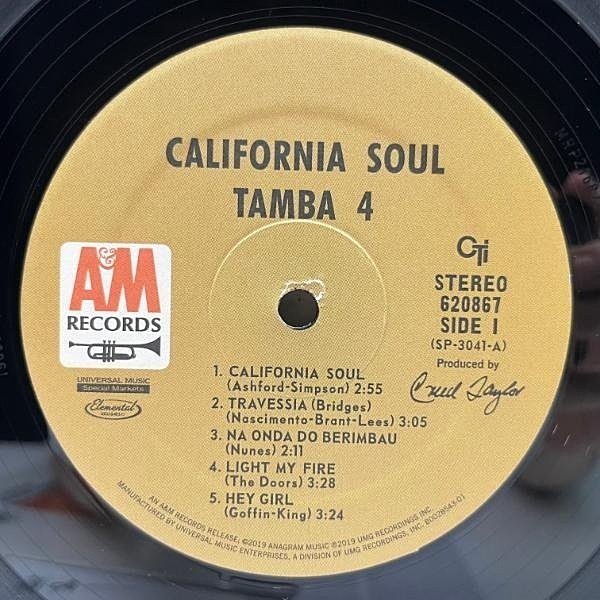 CALIFORNIA SOUL
TAMBA 4
A&M
RECORDS
CTi
STEREO
620867
SIDE I
(SP-3041-A)
Produced by
Creed Taylor
UNIVERSAL MUSIC
Special Markets
Elemental
MUSIC
1. CALIFORNIA SOUL
(Ashford-Simpson) 2:55
2. TRAVESSIA (Bridges)
(Nascimento-Brant-Lees) 3:05
3. NA ONDA DO BERIMBAU
(Nunes) 2:11
4. LIGHT MY FIRE
(The Doors) 3:28
5. HEY GIRL
(Goffin-King) 3:24
AN A&M RECORDS RELEASE; ©2019 ANAGRAM MUSIC ℗2019 UMG RECORDINGS INC
MANUFACTURED BY UNIVERSAL MUSIC ENTERPRISES, A DIVISION OF UMG RECORDINGS, INC. B0028643-01